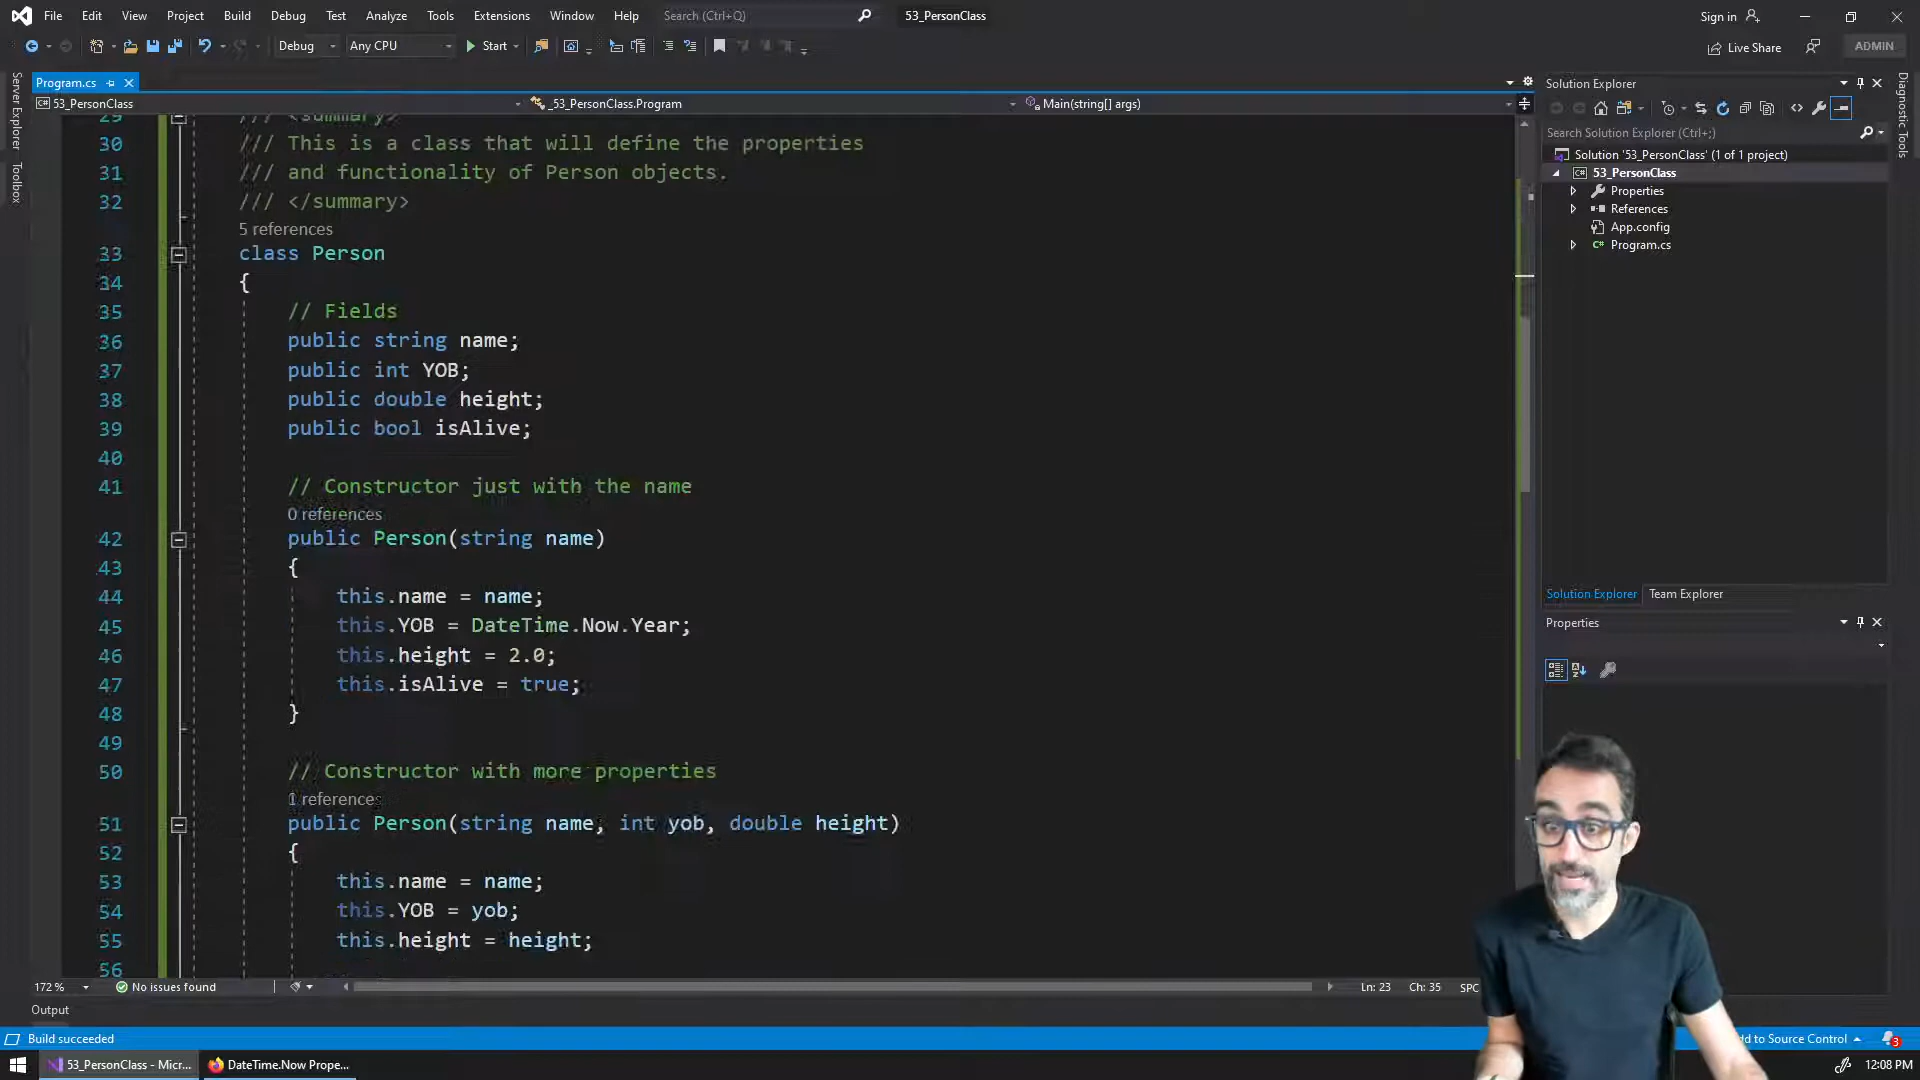 File Edit View Project Build Debug Test Analyze Tools Extensions Window Help Search (Ctrl+Q) 53_PersonClass Sign in
Debug Any CPU Start Live Share ADMIN
Server Explorer
Toolbox
Program.cs
53_PersonClass _53_PersonClass.Program Main(string[] args)
29 /// <summary>
30 /// This is a class that will define the properties
31 /// and functionality of Person objects.
32 /// </summary>
5 references
33 class Person
34 {
35 // Fields
36 public string name;
37 public int YOB;
38 public double height;
39 public bool isAlive;
40
41 // Constructor just with the name
0 references
42 public Person(string name)
43 {
44 this.name = name;
45 this.YOB = DateTime.Now.Year;
46 this.height = 2.0;
47 this.isAlive = true;
48 }
49
50 // Constructor with more properties
1 references
51 public Person(string name, int yob, double height)
52 {
53 this.name = name;
54 this.YOB = yob;
55 this.height = height;
56
172 % No issues found Ln: 23 Ch: 35 SPC
Output
Build succeeded
Solution Explorer
Search Solution Explorer (Ctrl+;)
Solution '53_PersonClass' (1 of 1 project)
53_PersonClass
Properties
References
App.config
Program.cs
Solution Explorer Team Explorer
Properties
Diagnostic Tools
to Source Control 3
53_PersonClass - Micr... DateTime.Now Prope... 12:08 PM